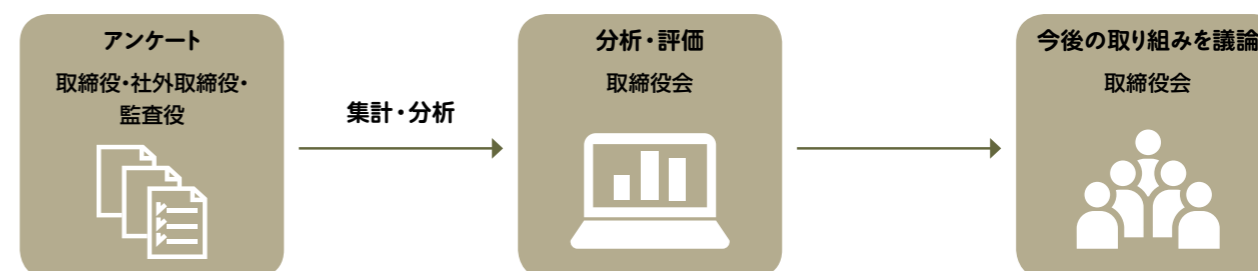 アンケート
取締役・社外取締役・
監査役
集計・分析
分析・評価
取締役会
今後の取り組みを議論
取締役会